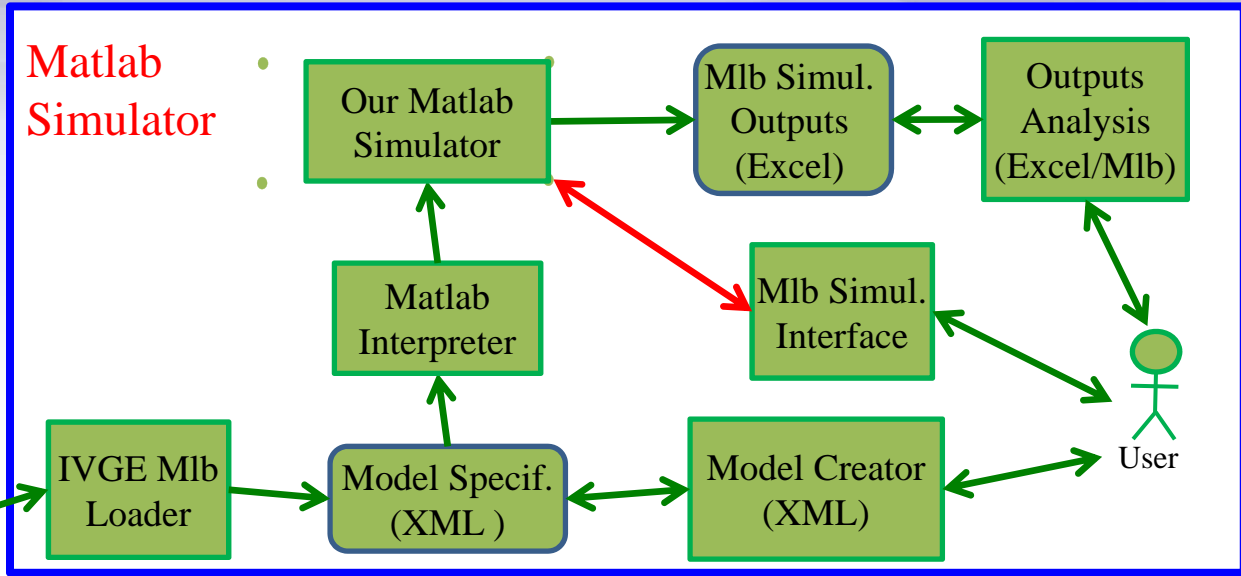 Matlab
Simulator
Our Matlab
Simulator
Mlb Simul.
Outputs
(Excel)
Outputs
Analysis
(Excel/Mlb)
Matlab
Interpreter
Mlb Simul.
Interface
User
IVGE Mlb
Loader
Model Specif.
(XML )
Model Creator
(XML)